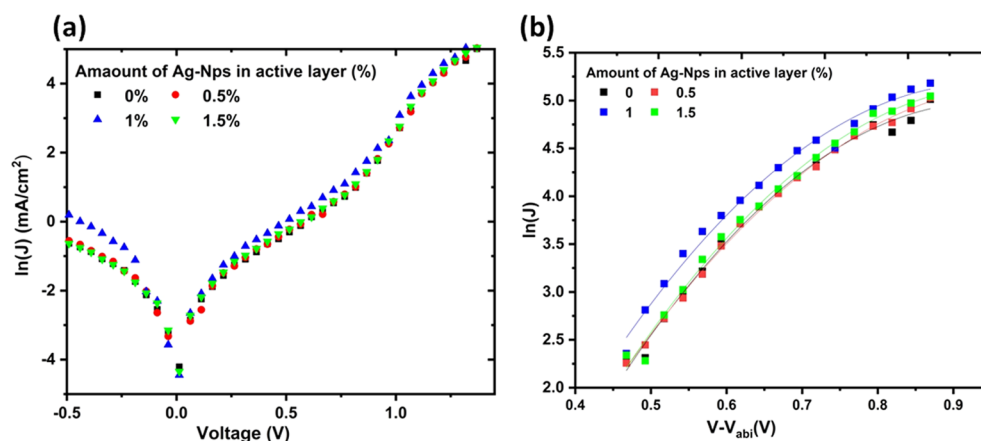 (a)
Amaount of Ag-Nps in active layer (%)
0% 0.5%
1% 1.5%
ln(J) (mA/cm²)
4
2
0
-2
-4
-0.5 0.0 0.5 1.0
Voltage (V)
(b)
Amaount of Ag-Nps in active layer (%)
0 0.5
1 1.5
ln(J)
5.5
5.0
4.5
4.0
3.5
3.0
2.5
2.0
0.4 0.5 0.6 0.7 0.8 0.9
V-Vabi(V)